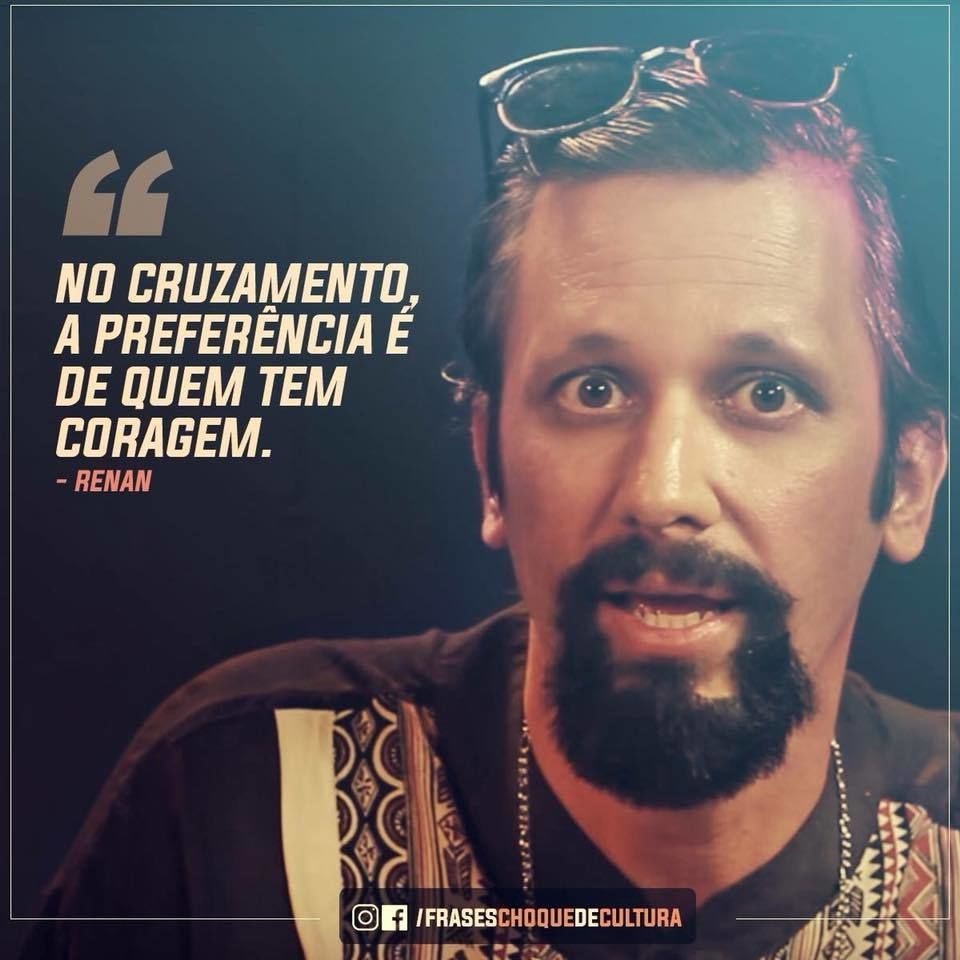 “
NO CRUZAMENTO,
A PREFERÊNCIA É
DE QUEM TEM
CORAGEM.
- RENAN
/FRASESCHOQUEDECULTURA